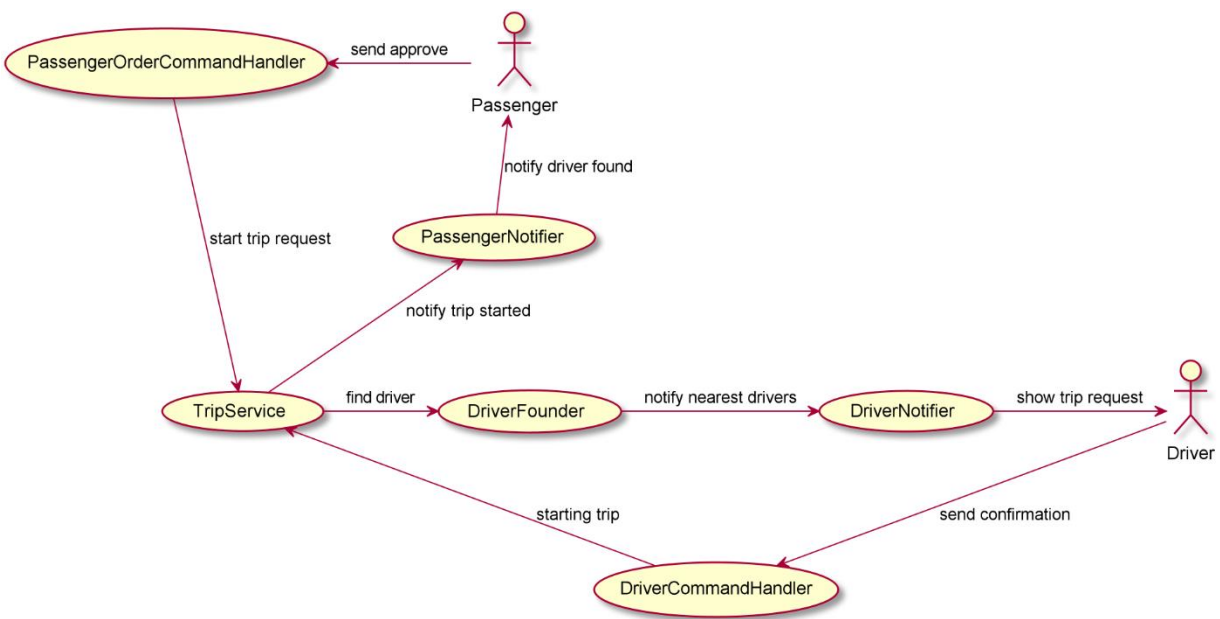 send approve
PassengerOrderCommandHandler
Passenger
notify driver found
start trip request
PassengerNotifier
notify trip started
find driver
notify nearest drivers
show trip request
TripService
DriverFounder
DriverNotifier
Driver
starting trip
send confirmation
DriverCommandHandler